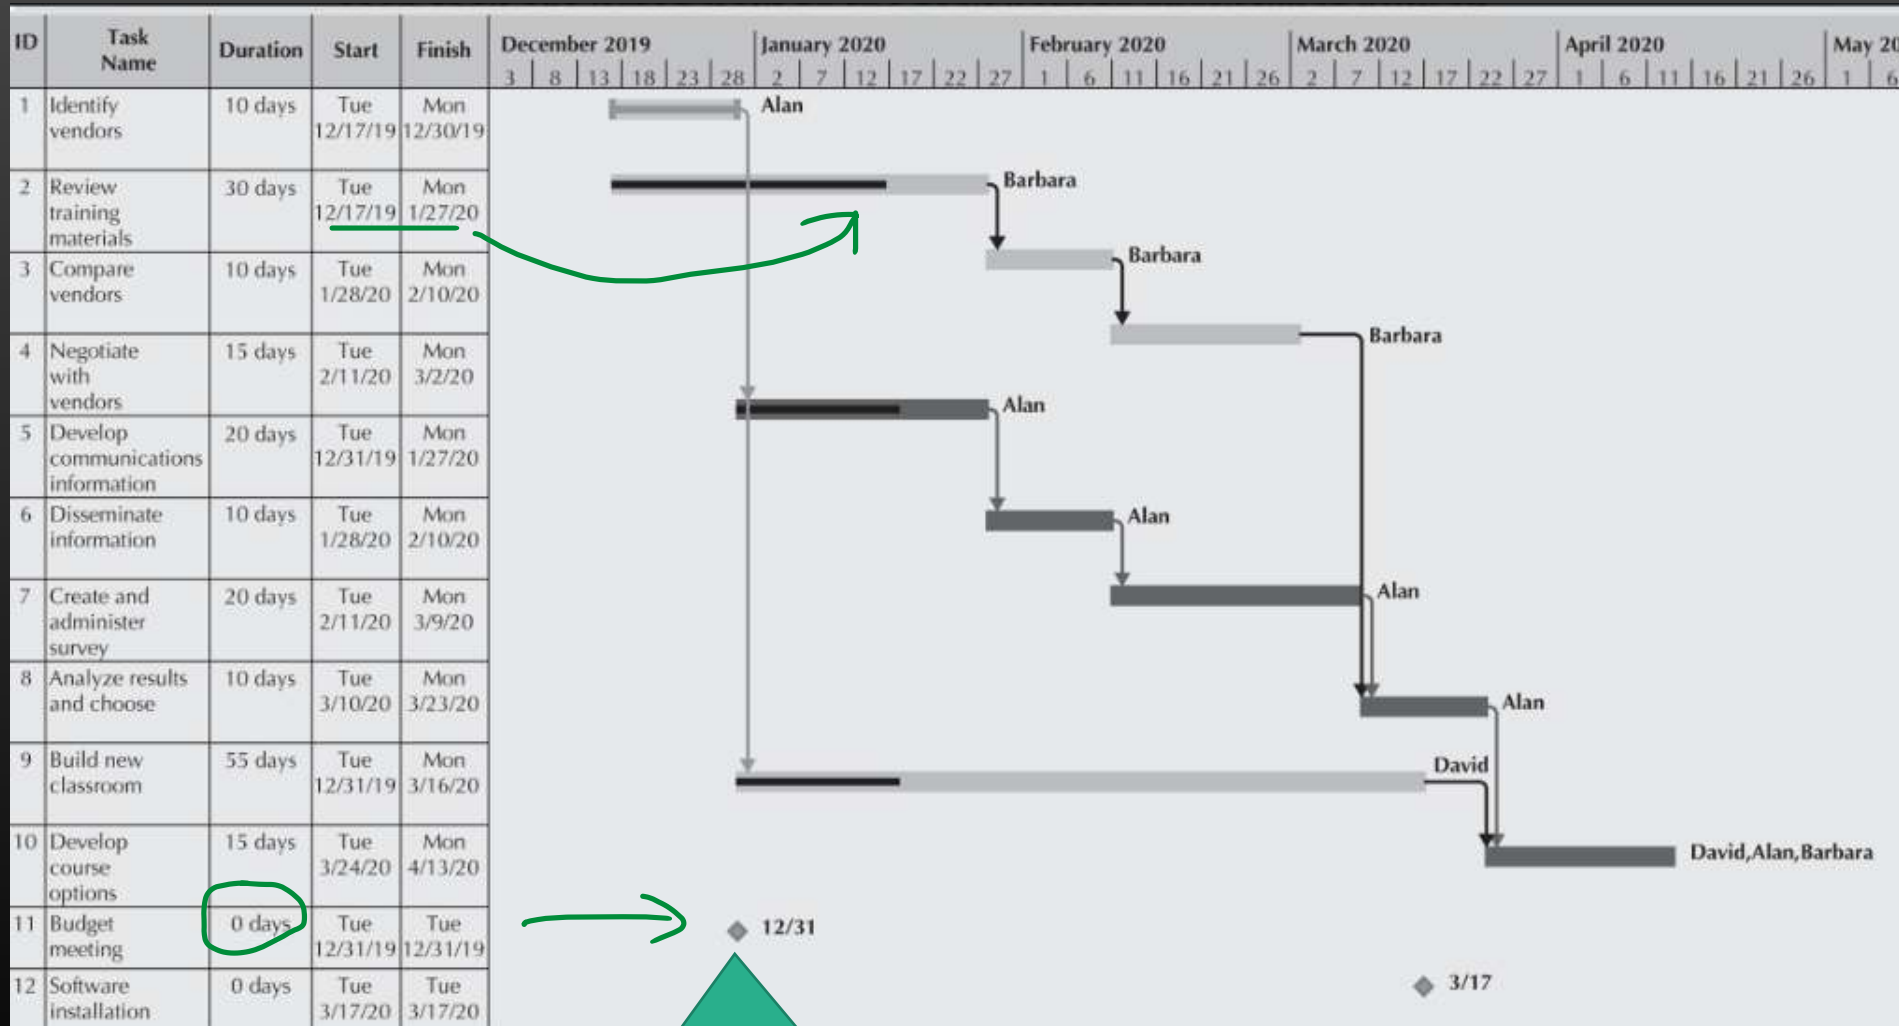 ID Task Name Duration Start Finish December 2019 January 2020 February 2020 March 2020 April 2020 May 20
3 8 13 18 23 28 2 7 12 17 22 27 1 6 11 16 21 26 2 7 12 17 22 27 1 6 11 16 21 26 1 6
1 Identify 10 days Tue Mon Alan
vendors 12/17/19 12/30/19
2 Review 30 days Tue Mon Barbara
training 12/17/19 1/27/20
materials
3 Compare 10 days Tue Mon Barbara
vendors 1/28/20 2/10/20
4 Negotiate 15 days Tue Mon Barbara
with 2/11/20 3/2/20
vendors
Alan
5 Develop 20 days Tue Mon
communications 12/31/19 1/27/20
information
6 Disseminate 10 days Tue Mon Alan
information 1/28/20 2/10/20
7 Create and 20 days Tue Mon Alan
administer 2/11/20 3/9/20
survey
8 Analyze results 10 days Tue Mon Alan
and choose 3/10/20 3/23/20
9 Build new 55 days Tue Mon David
classroom 12/31/19 3/16/20
10 Develop 15 days Tue Mon David,Alan,Barbara
course 3/24/20 4/13/20
options
11 Budget 0 days Tue Tue 12/31
meeting 12/31/19 12/31/19
12 Software 0 days Tue Tue 3/17
installation 3/17/20 3/17/20